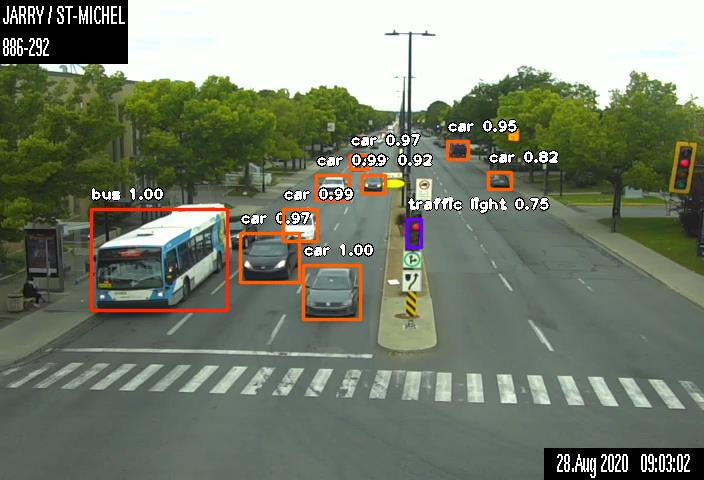 JARRY / ST-MICHEL
886-292
car 0.97
car 0.95
car 0.99
0.92
car 0.82
bus 1.00
car 0.99
car 0.97
traffic light 0.75
car 1.00
28.Aug 2020 09:03:02